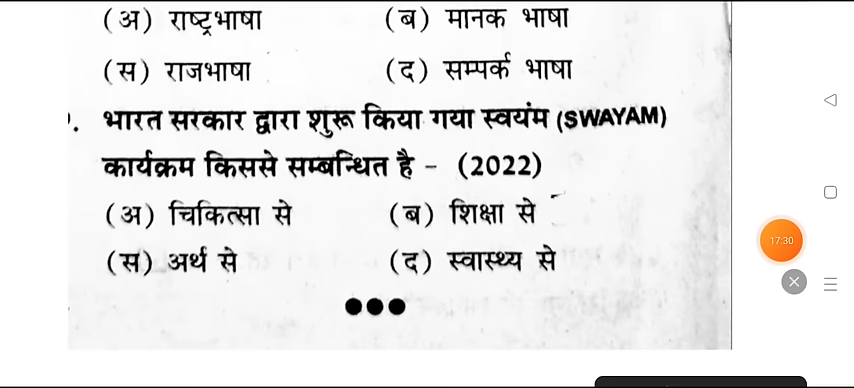 (अ) राष्ट्रभाषा (ब) मानक भाषा
(स) राजभाषा (द) सम्पर्क भाषा
. भारत सरकार द्वारा शुरू किया गया स्वयंम (SWAYAM)
कार्यक्रम किससे सम्बन्धित है - (2022)
(अ) चिकित्सा से (ब) शिक्षा से
(स) अर्थ से (द) स्वास्थ्य से
17:30